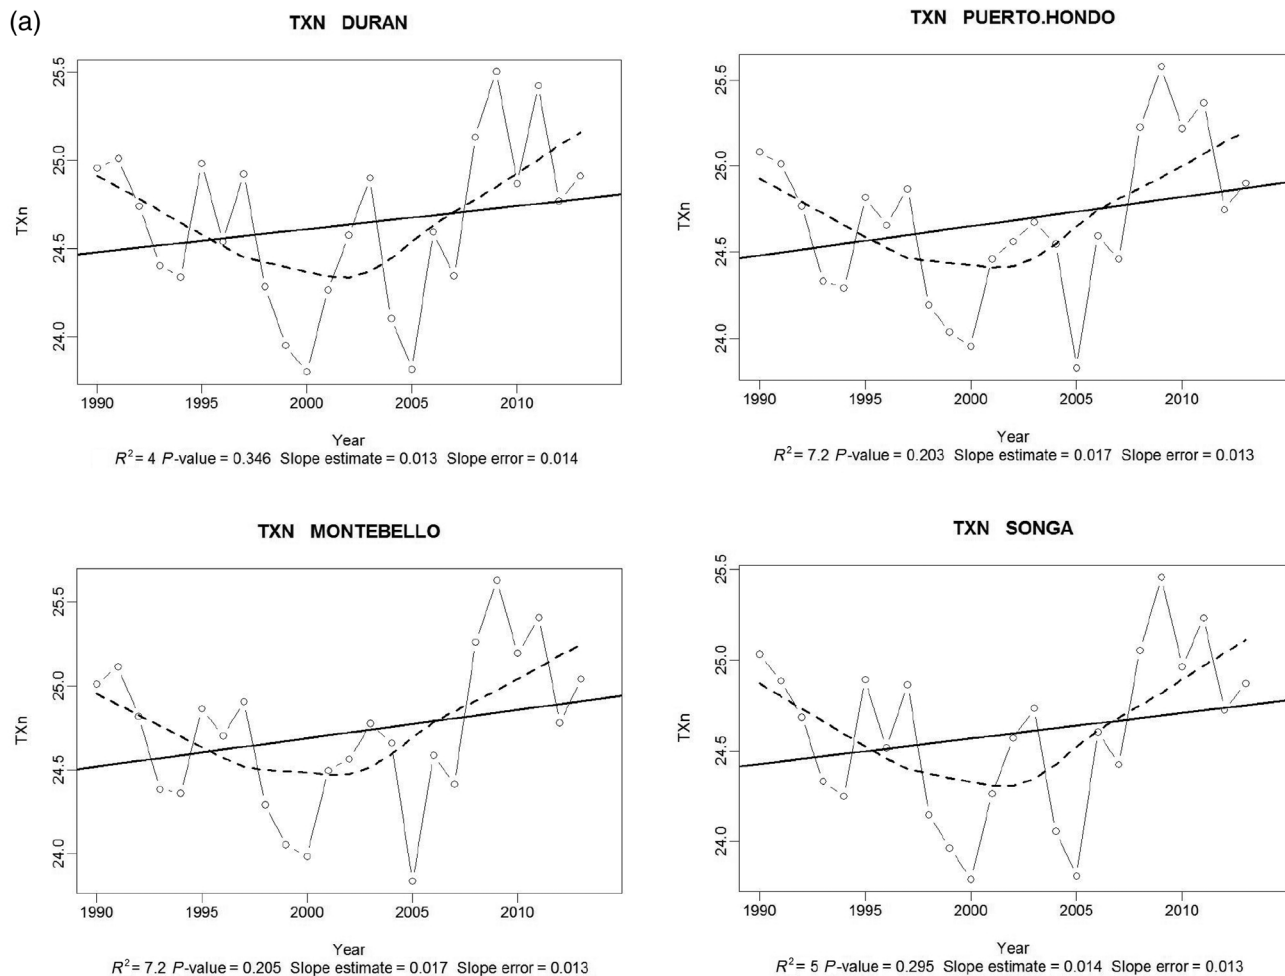 (a)
TXN DURAN
TXn
25.5
25.0
24.5
24.0
1990 1995 2000 2005 2010
Year
R² = 4 P-value = 0.346 Slope estimate = 0.013 Slope error = 0.014
TXN PUERTO.HONDO
TXn
25.5
25.0
24.5
24.0
1990 1995 2000 2005 2010
Year
R² = 7.2 P-value = 0.203 Slope estimate = 0.017 Slope error = 0.013
TXN MONTEBELLO
TXn
25.5
25.0
24.5
24.0
1990 1995 2000 2005 2010
Year
R² = 7.2 P-value = 0.205 Slope estimate = 0.017 Slope error = 0.013
TXN SONGA
TXn
25.5
25.0
24.5
24.0
1990 1995 2000 2005 2010
Year
R² = 5 P-value = 0.295 Slope estimate = 0.014 Slope error = 0.013